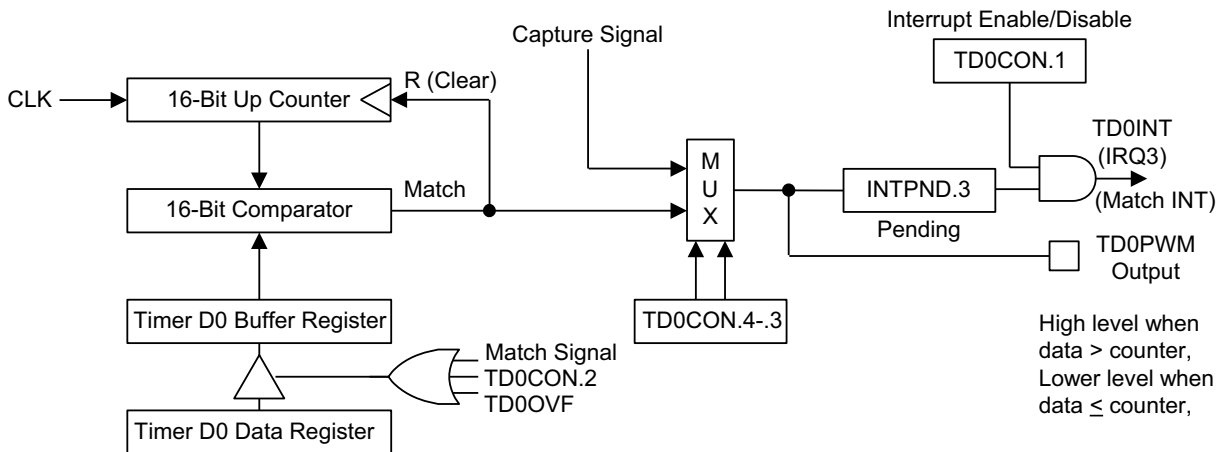 Interrupt Enable/Disable
Capture Signal
TD0CON.1
R (Clear)
CLK
16-Bit Up Counter
TD0INT
(IRQ3)
M
U
X
Match
16-Bit Comparator
INTPND.3
(Match INT)
Pending
TD0PWM
Output
Timer D0 Buffer Register
TD0CON.4-.3
High level when
data > counter,
Lower level when
data ≤ counter,
Match Signal
TD0CON.2
TD0OVF
Timer D0 Data Register